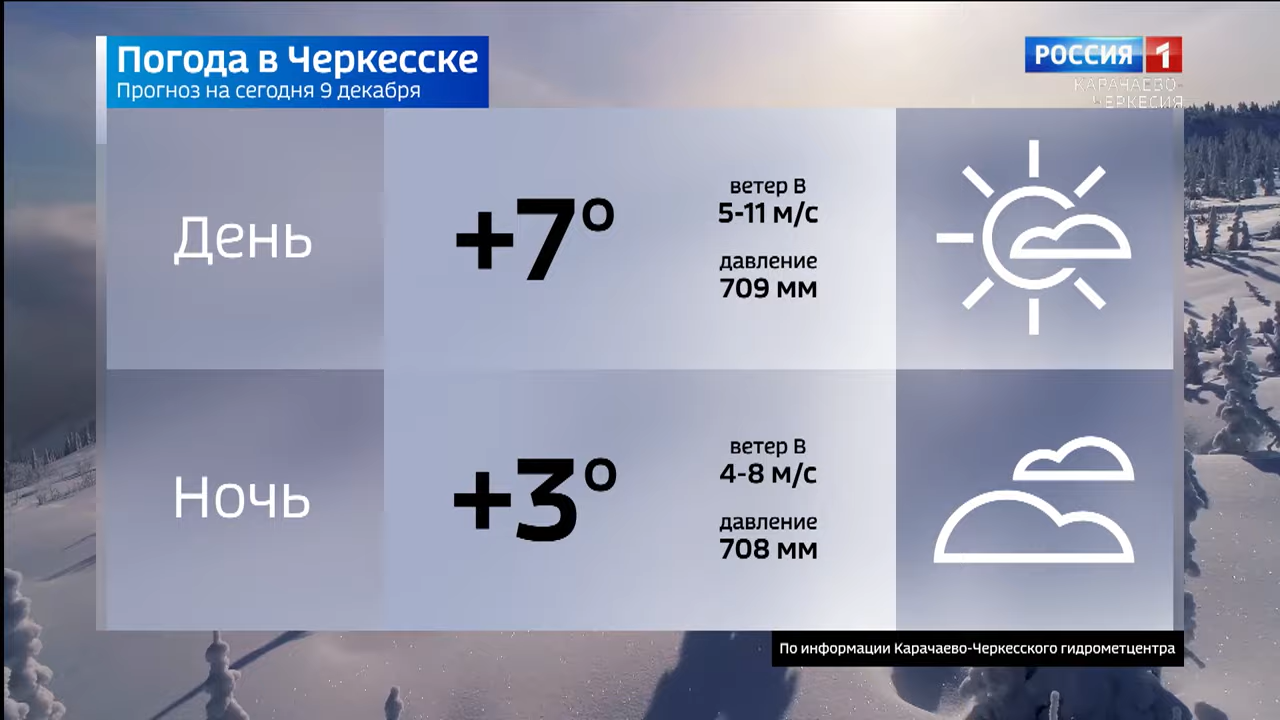 Погода в Черкесске
Прогноз на сегодня 9 декабря
РОССИЯ 1
КАРАЧАЕВО-
ЧЕРКЕСИЯ
День
+7°
ветер В
5-11 м/с
давление
709 мм
Ночь
+3°
ветер В
4-8 м/с
давление
708 мм
По информации Карачаево-Черкесского гидрометцентра